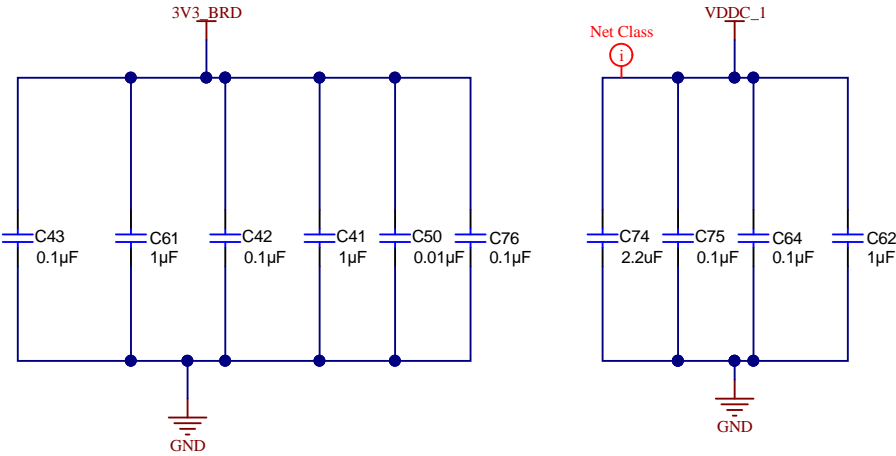 3V3_BRD
VDDC_1
Net Class
i
C43
0.1µF
C61
1µF
C42
0.1µF
C41
1µF
C50
0.01µF
C76
0.1µF
C74
2.2uF
C75
0.1µF
C64
0.1µF
C62
1µF
GND
GND